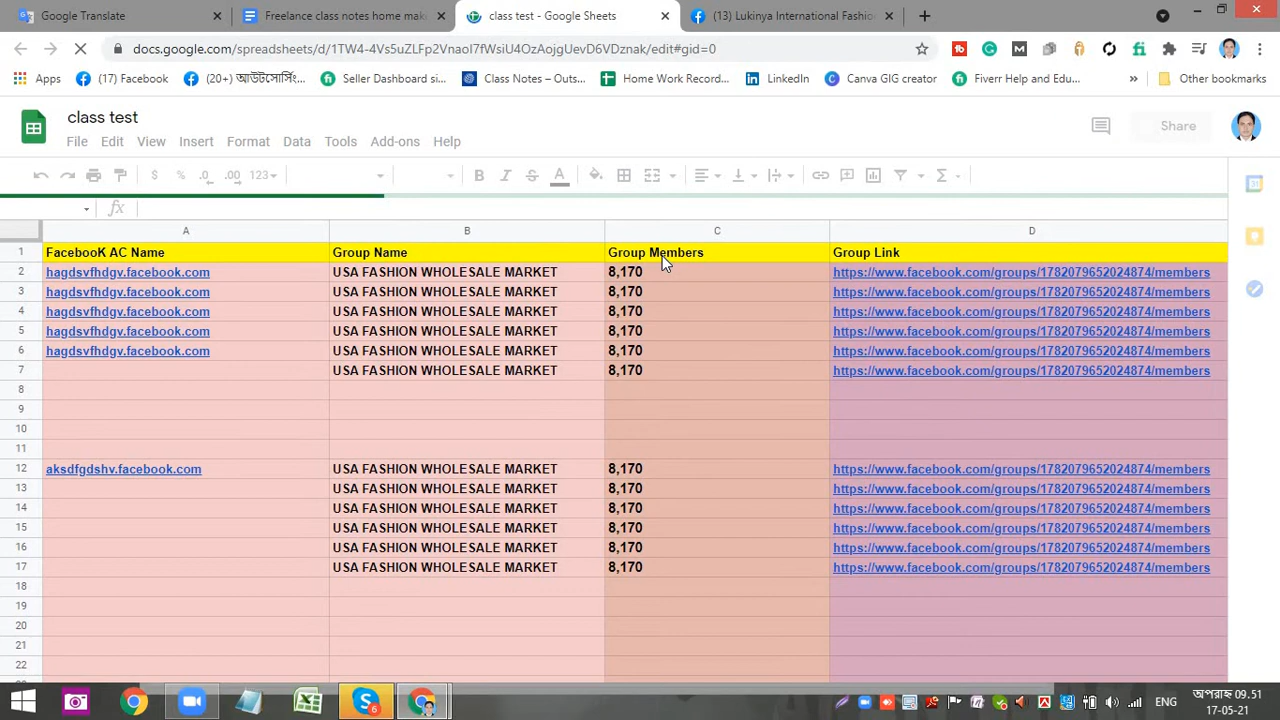 Google Translate
Freelance class notes home make
class test - Google Sheets
(13) Lukinya International Fashion
docs.google.com/spreadsheets/d/1TW4-4Vs5uZLFp2VnaoI7fWsiU4OzAojgUevD6VDznak/edit#gid=0
Apps
(17) Facebook
(20+) আউটসোর্সিং...
Seller Dashboard si...
Class Notes – Outs...
Home Work Record...
LinkedIn
Canva GIG creator
Fiverr Help and Edu...
»
Other bookmarks
class test
Share
File Edit View Insert Format Data Tools Add-ons Help
$ % .0 .00 123
B I S A Σ
fx
A B C D
1 FacebooK AC Name Group Name Group Members Group Link
2 hagdsvfhdgv.facebook.com USA FASHION WHOLESALE MARKET 8,170 https://www.facebook.com/groups/1782079652024874/members
3 hagdsvfhdgv.facebook.com USA FASHION WHOLESALE MARKET 8,170 https://www.facebook.com/groups/1782079652024874/members
4 hagdsvfhdgv.facebook.com USA FASHION WHOLESALE MARKET 8,170 https://www.facebook.com/groups/1782079652024874/members
5 hagdsvfhdgv.facebook.com USA FASHION WHOLESALE MARKET 8,170 https://www.facebook.com/groups/1782079652024874/members
6 hagdsvfhdgv.facebook.com USA FASHION WHOLESALE MARKET 8,170 https://www.facebook.com/groups/1782079652024874/members
7 USA FASHION WHOLESALE MARKET 8,170 https://www.facebook.com/groups/1782079652024874/members
8
9
10
11
12 aksdfgdshv.facebook.com USA FASHION WHOLESALE MARKET 8,170 https://www.facebook.com/groups/1782079652024874/members
13 USA FASHION WHOLESALE MARKET 8,170 https://www.facebook.com/groups/1782079652024874/members
14 USA FASHION WHOLESALE MARKET 8,170 https://www.facebook.com/groups/1782079652024874/members
15 USA FASHION WHOLESALE MARKET 8,170 https://www.facebook.com/groups/1782079652024874/members
16 USA FASHION WHOLESALE MARKET 8,170 https://www.facebook.com/groups/1782079652024874/members
17 USA FASHION WHOLESALE MARKET 8,170 https://www.facebook.com/groups/1782079652024874/members
18
19
20
21
22
ENG
অপরাহ্ন 09.51
17-05-21